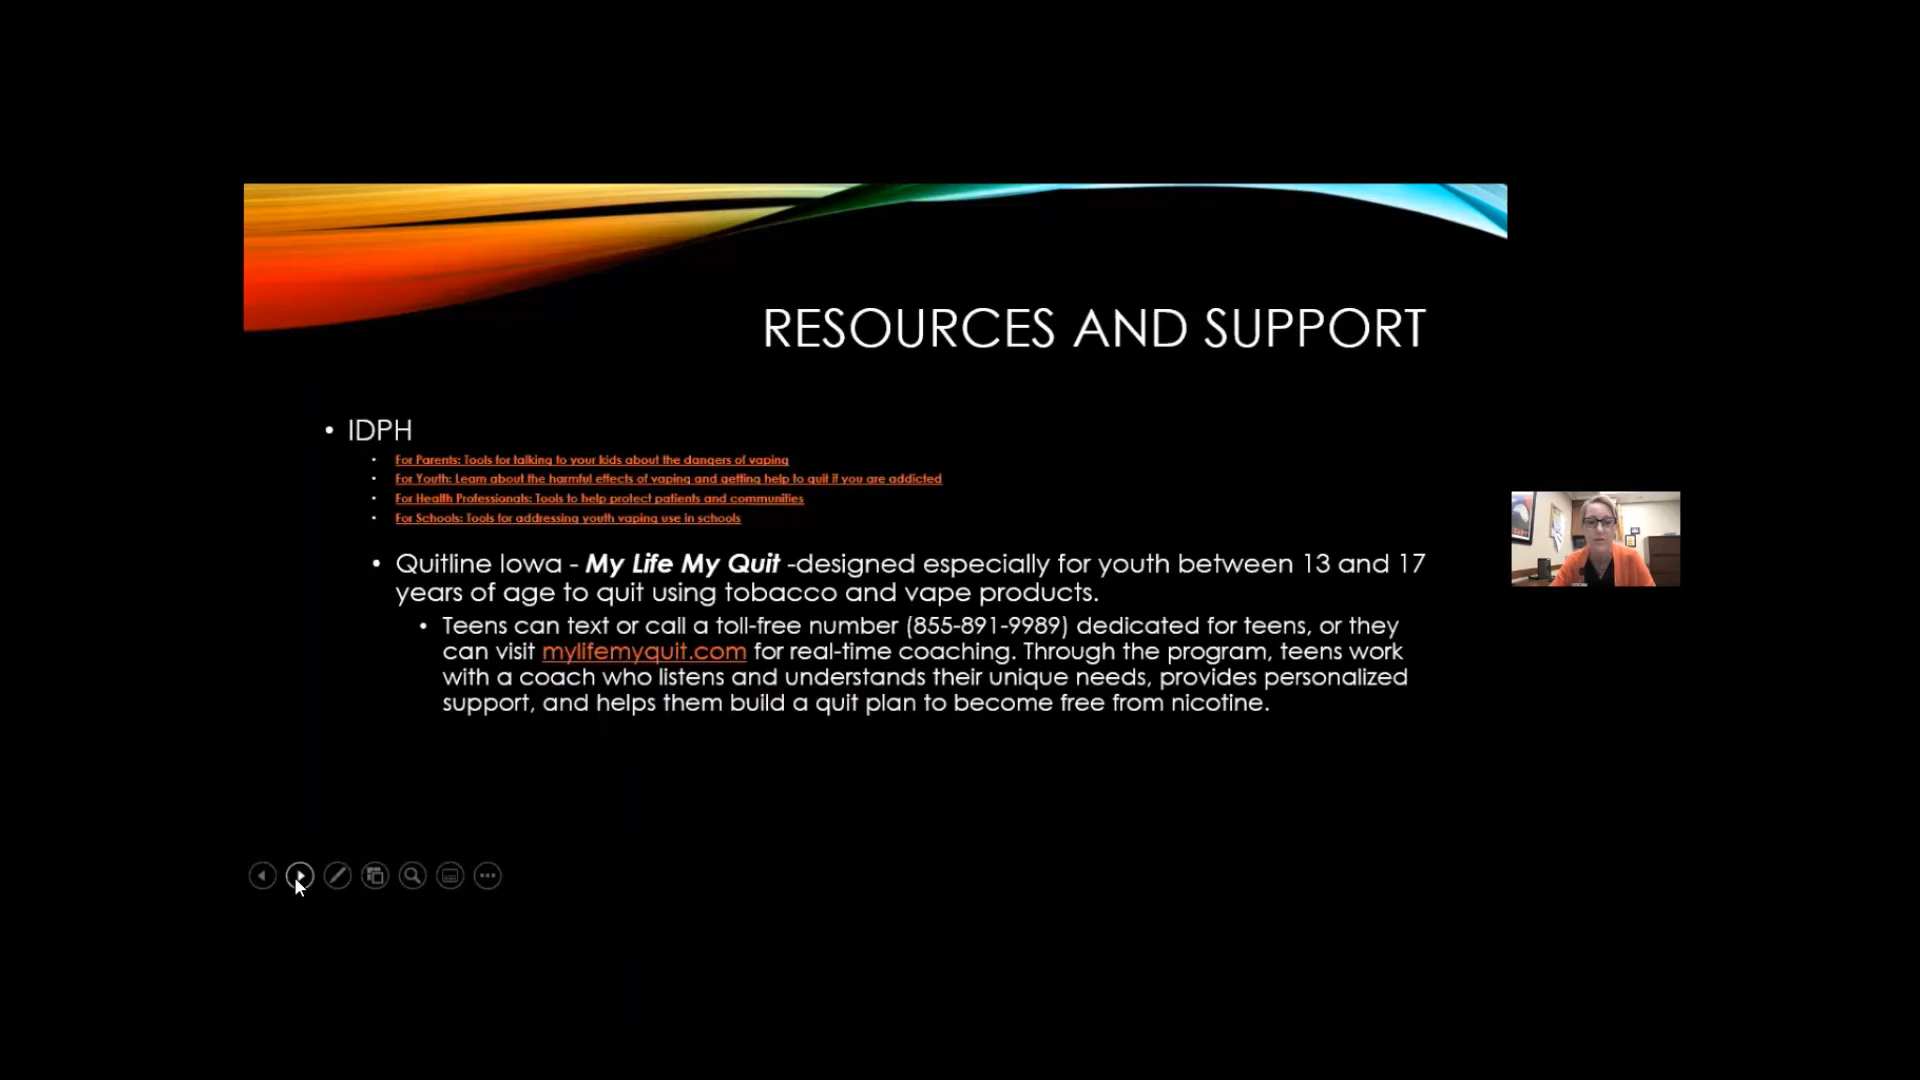 RESOURCES AND SUPPORT
• IDPH
• For Parents: Tools for talking to your kids about the dangers of vaping
• For Youth: Learn about the harmful effects of vaping and getting help to quit if you are addicted
• For Health Professionals: Tools to help protect patients and communities
• For Schools: Tools for addressing youth vaping use in schools
• Quitline Iowa - My Life My Quit -designed especially for youth between 13 and 17
years of age to quit using tobacco and vape products.
• Teens can text or call a toll-free number (855-891-9989) dedicated for teens, or they
can visit mylifemyquit.com for real-time coaching. Through the program, teens work
with a coach who listens and understands their unique needs, provides personalized
support, and helps them build a quit plan to become free from nicotine.